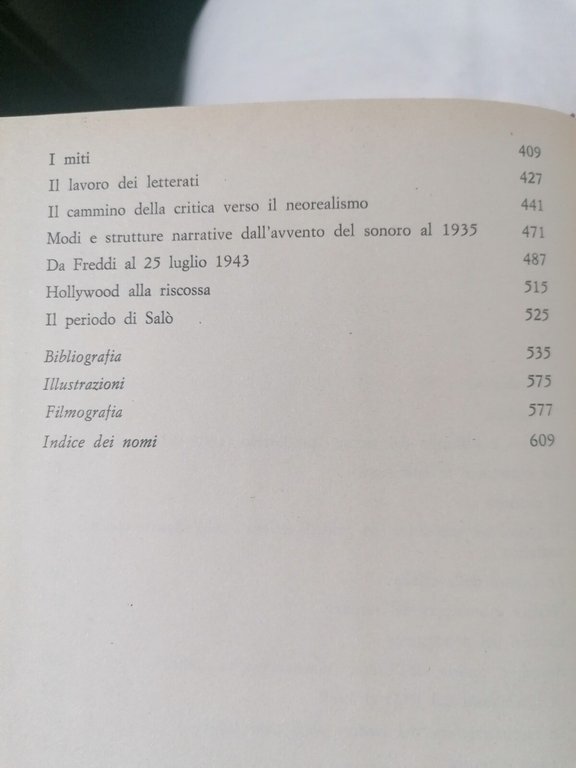 I miti 409
Il lavoro dei letterati 427
Il cammino della critica verso il neorealismo 441
Modi e strutture narrative dall'avvento del sonoro al 1935 471
Da Freddi al 25 luglio 1943 487
Hollywood alla riscossa 515
Il periodo di Salò 525
Bibliografia 535
Illustrazioni 575
Filmografia 577
Indice dei nomi 609